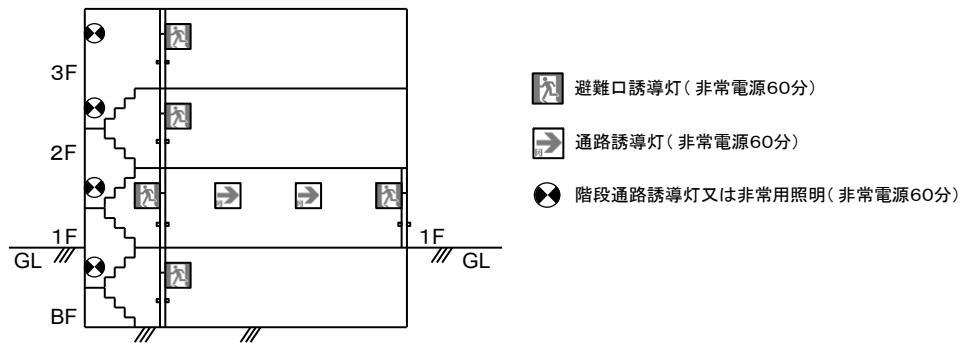 3F
2F
1F
1F
GL
GL
BF
避難口誘導灯(非常電源60分)
通路誘導灯(非常電源60分)
階段通路誘導灯又は非常用照明(非常電源60分)